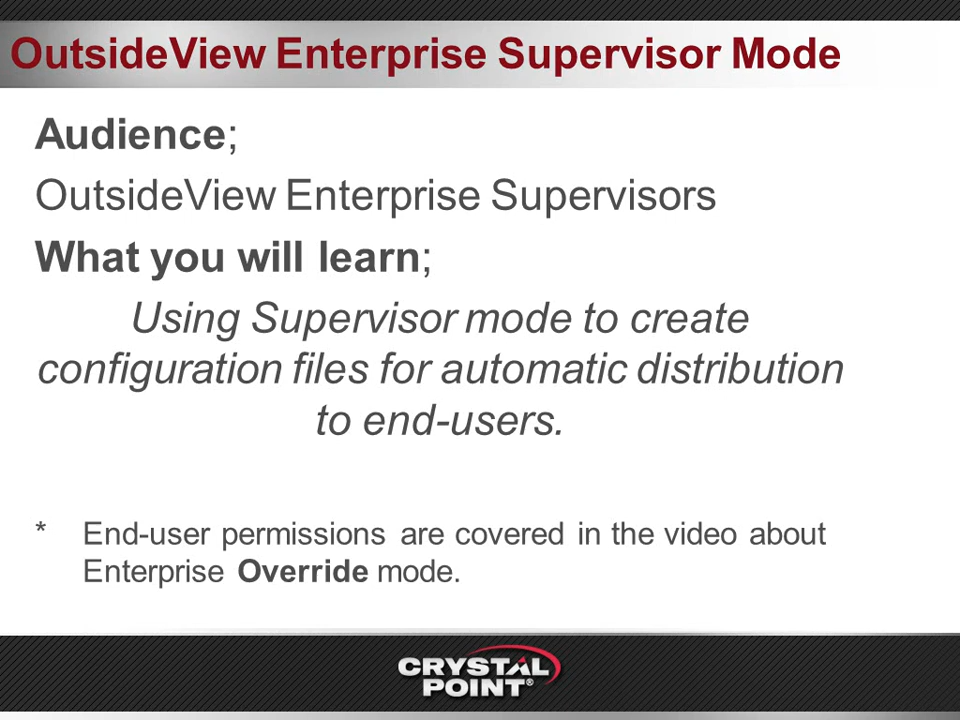 OutsideView Enterprise Supervisor Mode
Audience;
OutsideView Enterprise Supervisors
What you will learn;
Using Supervisor mode to create
configuration files for automatic distribution
to end-users.
* End-user permissions are covered in the video about
Enterprise Override mode.
CRYSTAL
POINT®